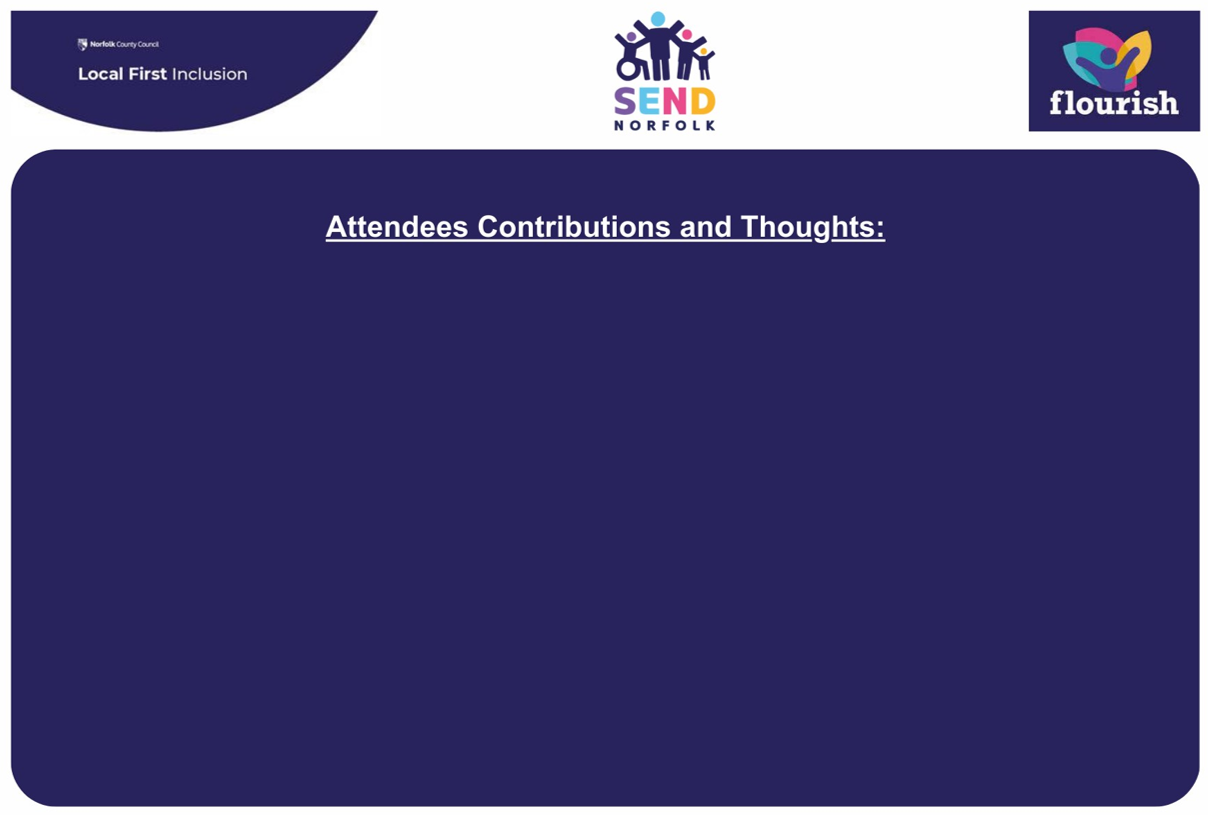 Norfolk County Council
Local First Inclusion
SEND
NORFOLK
flourish
Attendees Contributions and Thoughts: